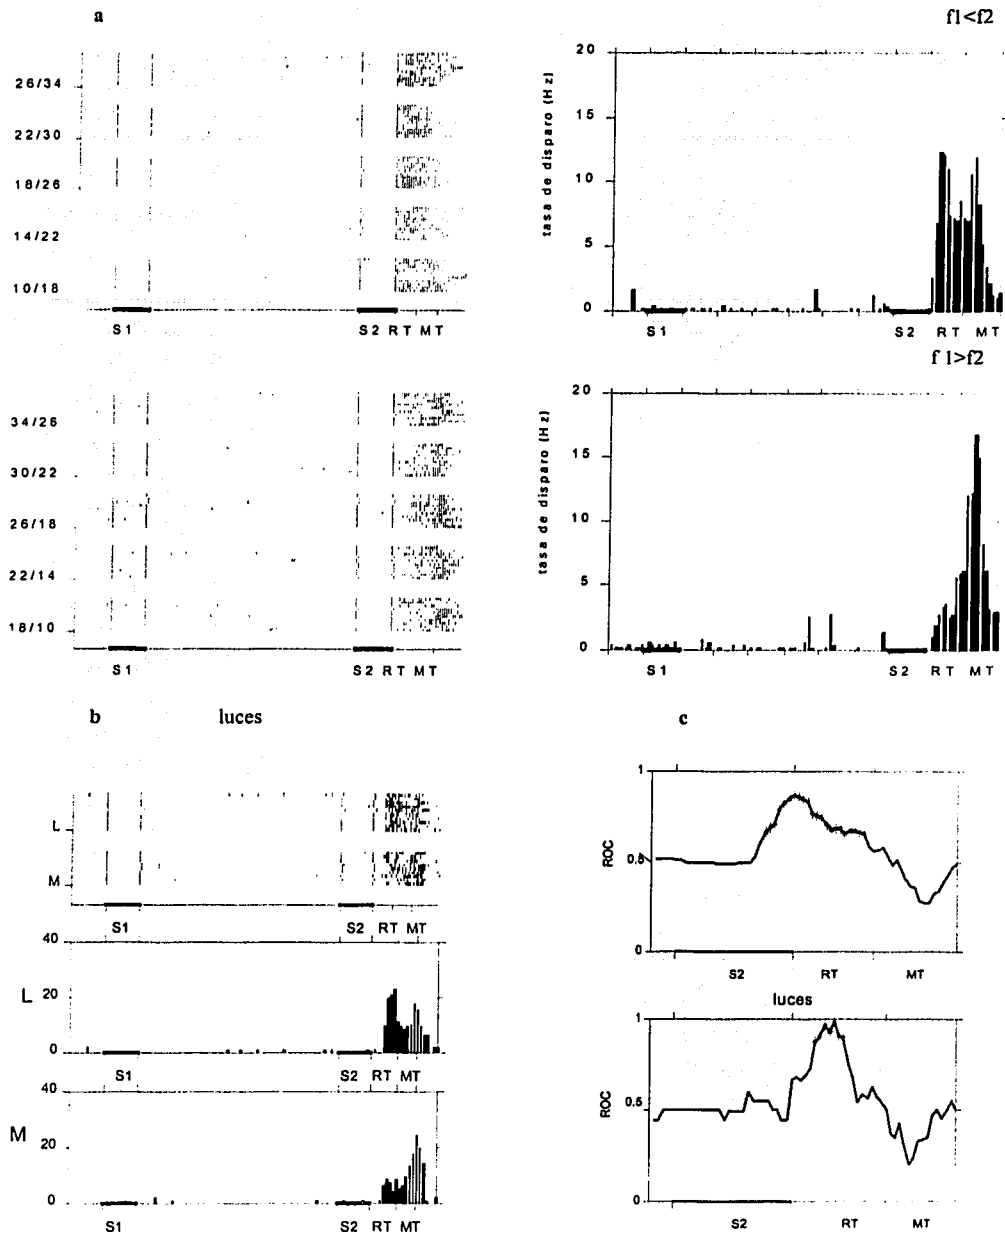 a
26/34
22/30
18/26
14/22
10/18
S1
S2 RT MT
34/26
30/22
26/18
22/14
18/10
S1
S2 RT MT
f1<f2
20
15
10
5
0
tasa de disparo (Hz)
S1
S2 RT MT
f1>f2
20
15
10
5
0
tasa de disparo (Hz)
S1
S2 RT MT
b luces
L
M
S1
S2 RT MT
40
L 20
0
S1
S2 RT MT
40
M 20
0
S1
S2 RT MT
c
1
ROC
0
S2 RT MT
luces
1
ROC
0.5
0
S2 RT MT